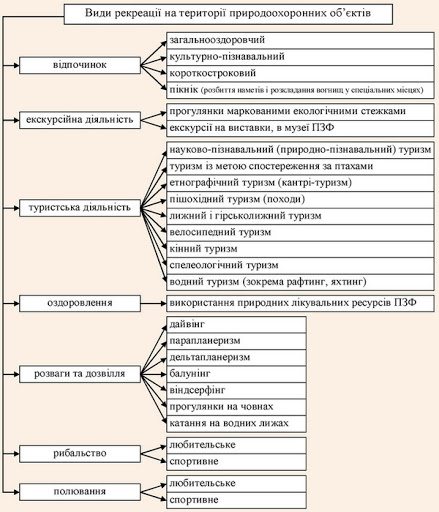 Види рекреації на території природоохоронних об’єктів
відпочинок
загальнооздоровчий
культурно-пізнавальний
короткостроковий
пікнік (розбиття наметів і розкладання вогнищ у спеціальних місцях)
екскурсійна діяльність
прогулянки маркованими екологічними стежками
екскурсії на виставки, в музеї ПЗФ
туристська діяльність
науково-пізнавальний (природно-пізнавальний) туризм
туризм із метою спостереження за птахами
етнографічний туризм (кантрі-туризм)
пішохідний туризм (походи)
лижний і гірськолижний туризм
велосипедний туризм
кінний туризм
спелеологічний туризм
водний туризм (зокрема рафтинг, яхтинг)
оздоровлення
використання природних лікувальних ресурсів ПЗФ
розваги та дозвілля
дайвінг
парапланеризм
дельтапланеризм
балунінг
віндсерфінг
прогулянки на човнах
катання на водних лижах
рибальство
любительське
спортивне
полювання
любительське
спортивне